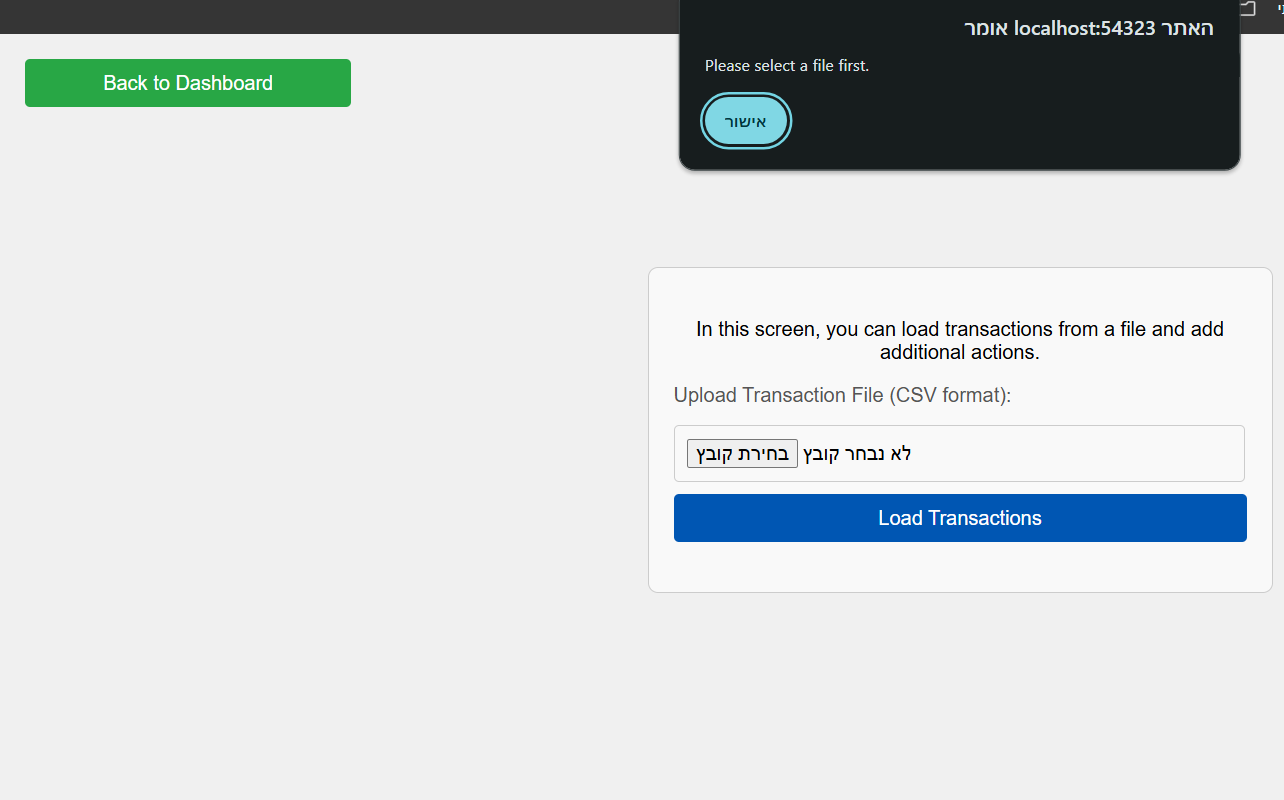 האתר localhost:54323 אומר
Please select a file first.
אישור
Back to Dashboard
In this screen, you can load transactions from a file and add
additional actions.
Upload Transaction File (CSV format):
בחירת קובץ לא נבחר קובץ
Load Transactions